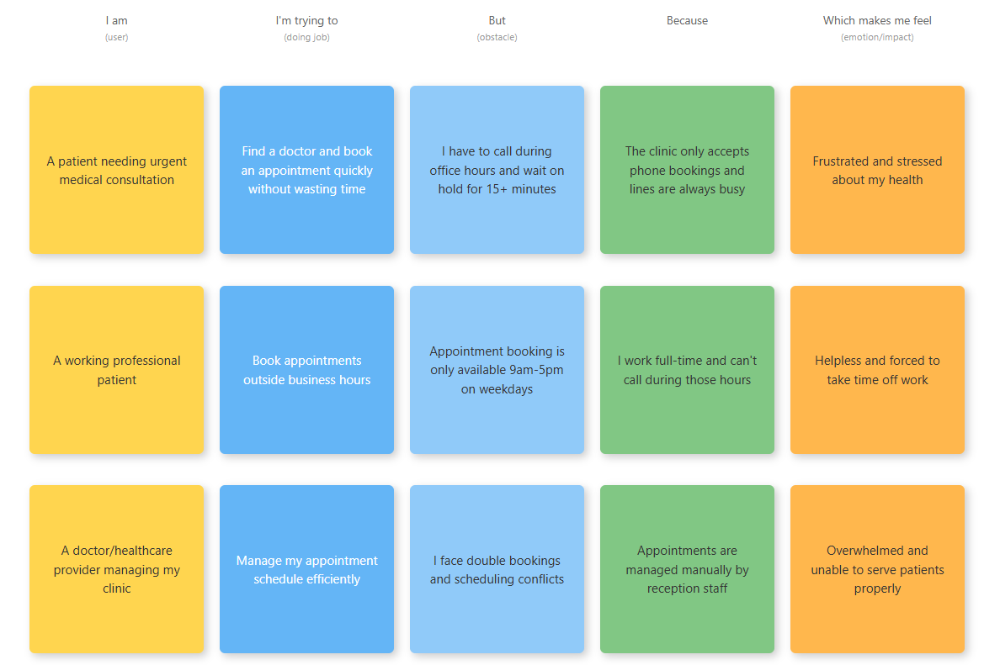 I am
(user)
I'm trying to
(doing job)
But
(obstacle)
Because
Which makes me feel
(emotion/impact)
A patient needing urgent
medical consultation
Find a doctor and book
an appointment quickly
without wasting time
I have to call during
office hours and wait on
hold for 15+ minutes
The clinic only accepts
phone bookings and
lines are always busy
Frustrated and stressed
about my health
A working professional
patient
Book appointments
outside business hours
Appointment booking is
only available 9am-5pm
on weekdays
I work full-time and can't
call during those hours
Helpless and forced to
take time off work
A doctor/healthcare
provider managing my
clinic
Manage my appointment
schedule efficiently
I face double bookings
and scheduling conflicts
Appointments are
managed manually by
reception staff
Overwhelmed and
unable to serve patients
properly